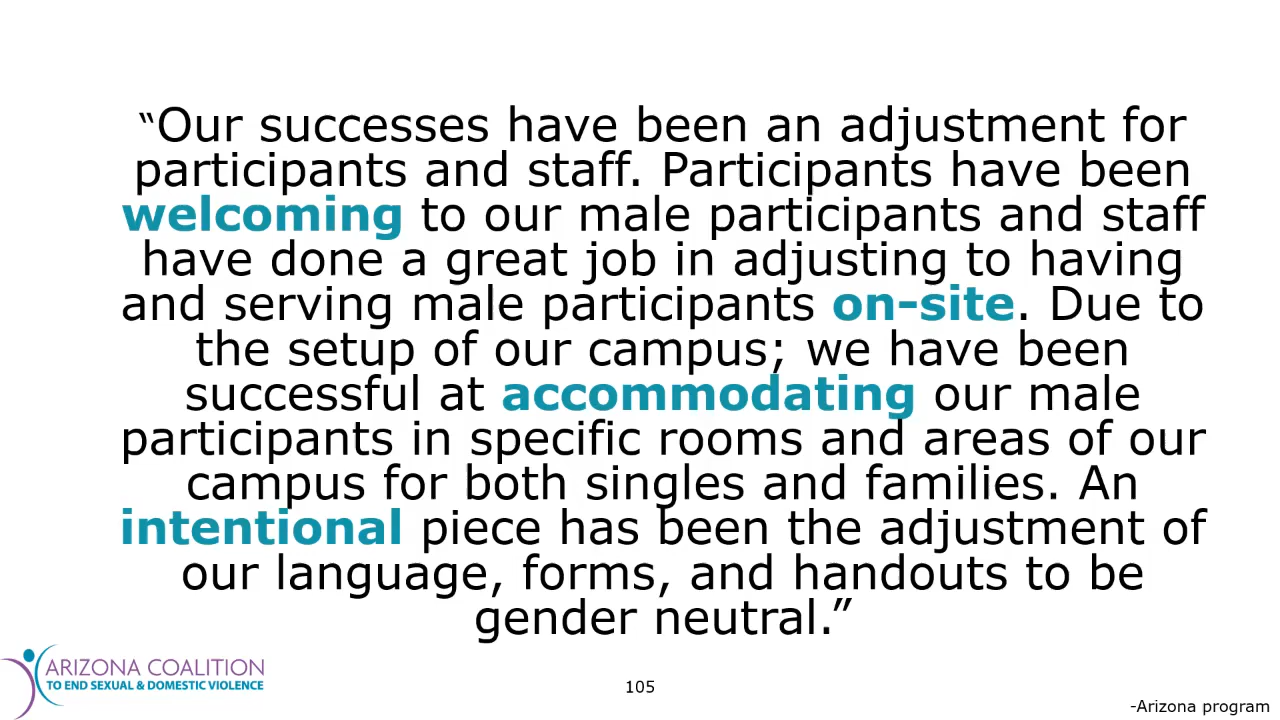 “Our successes have been an adjustment for
participants and staff. Participants have been
welcoming to our male participants and staff
have done a great job in adjusting to having
and serving male participants on-site. Due to
the setup of our campus; we have been
successful at accommodating our male
participants in specific rooms and areas of our
campus for both singles and families. An
intentional piece has been the adjustment of
our language, forms, and handouts to be
gender neutral.”
ARIZONA COALITION
TO END SEXUAL & DOMESTIC VIOLENCE
105
-Arizona program